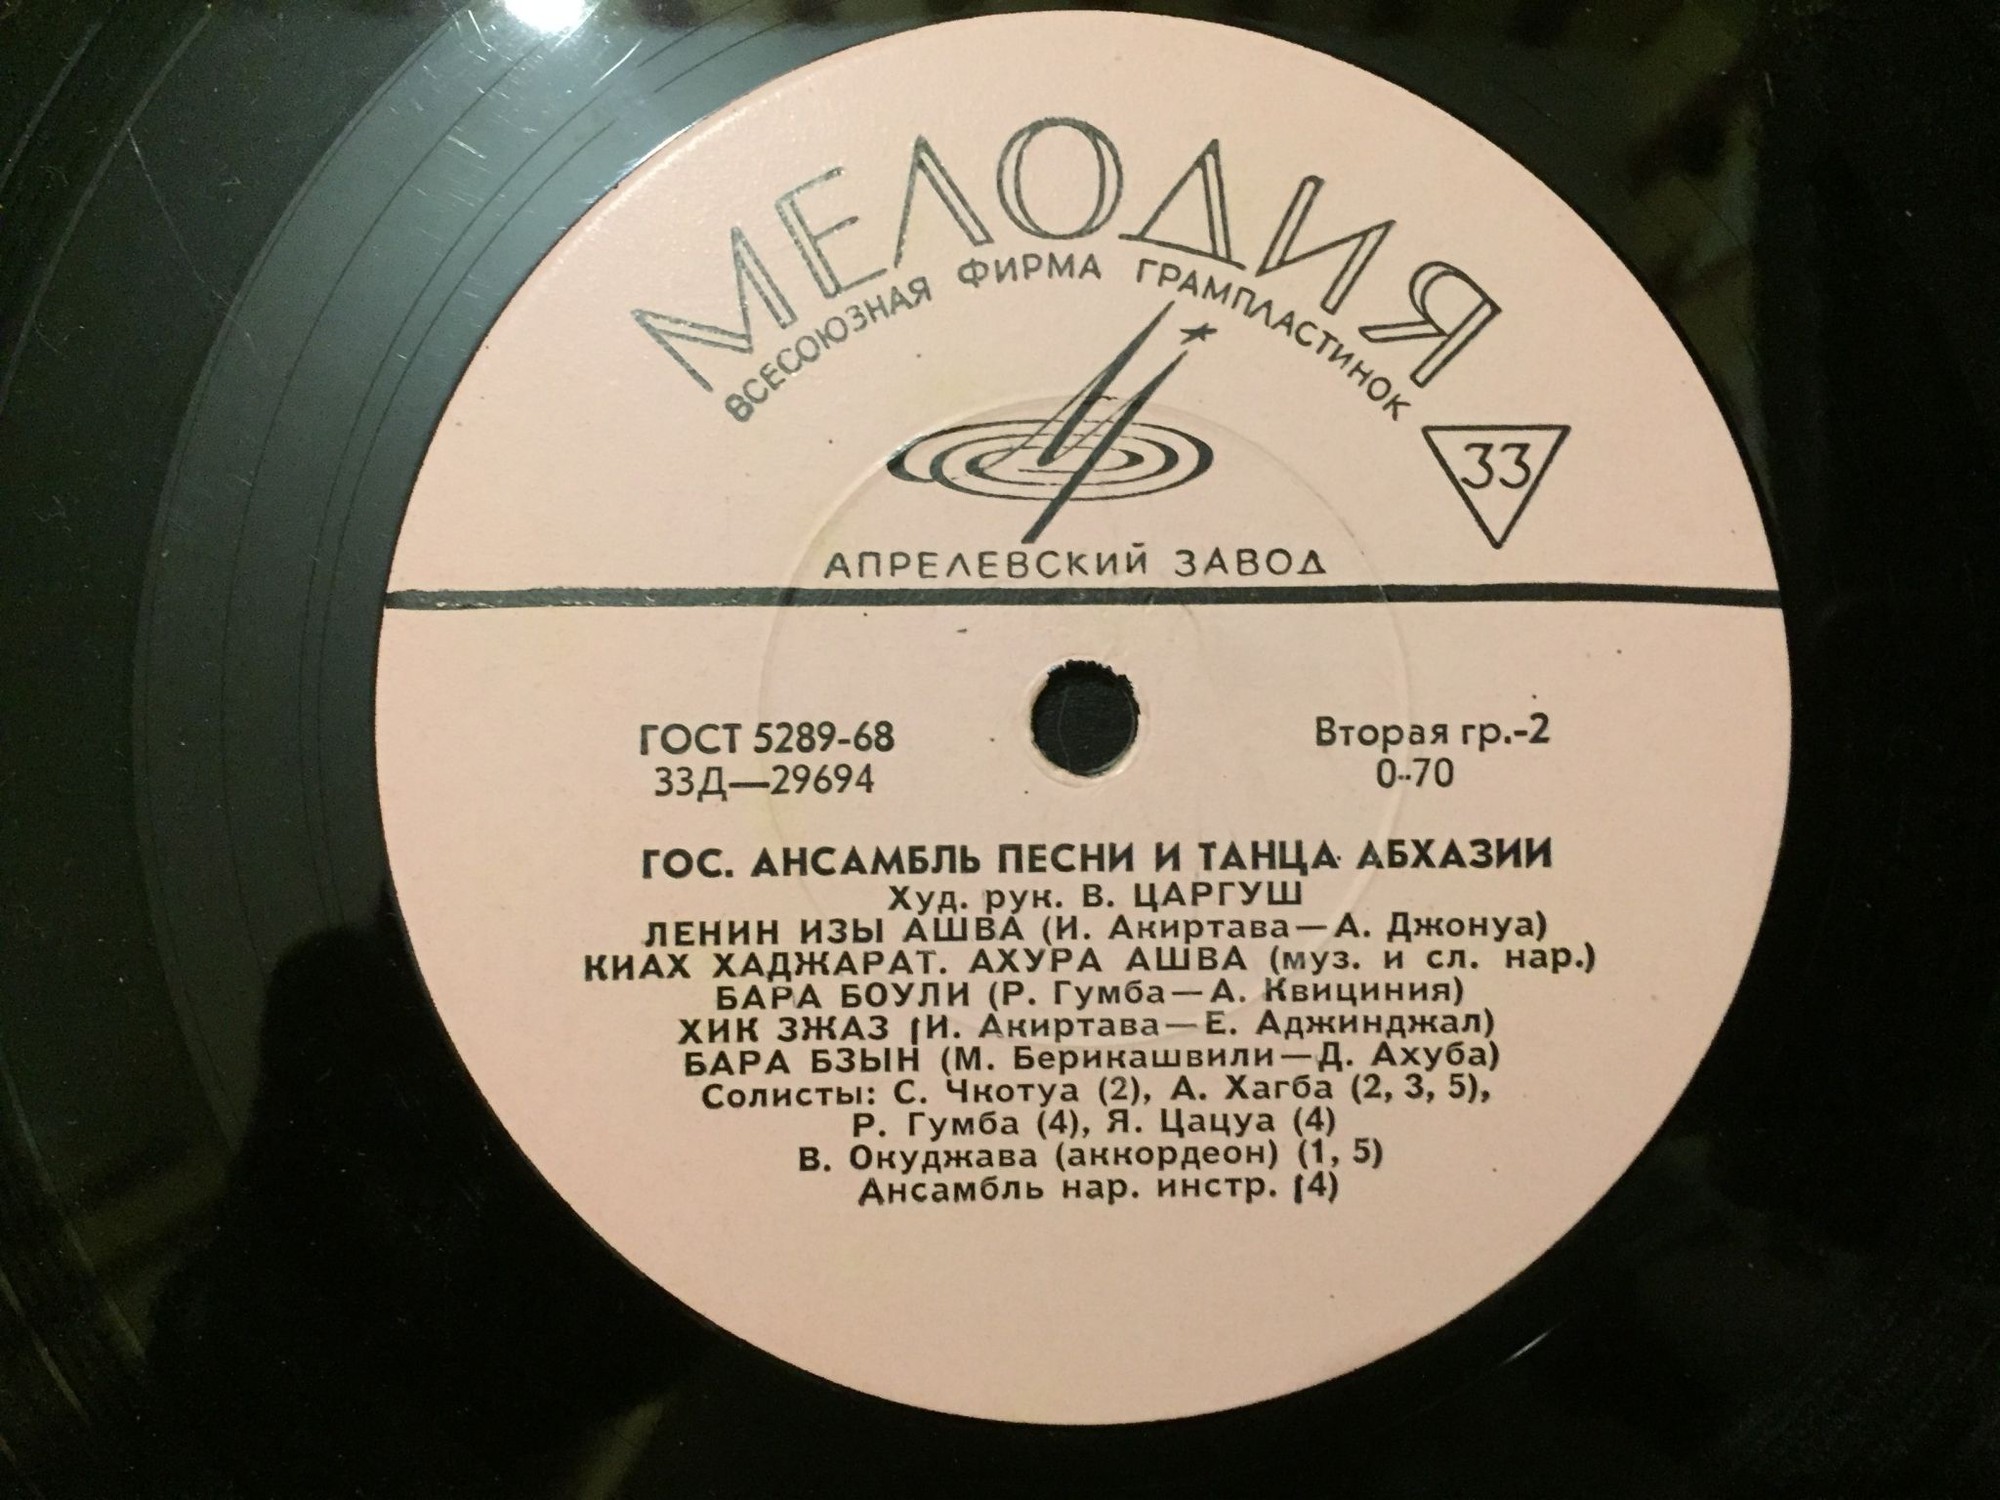 МЕЛОДИЯ
ВСЕСОЮЗНАЯ ФИРМА ГРАМПЛАСТИНОК
33
АПРЕЛЕВСКИЙ ЗАВОД
ГОСТ 5289-68
33Д—29694
Вторая гр.-2
0-70
ГОС. АНСАМБЛЬ ПЕСНИ И ТАНЦА АБХАЗИИ
Худ. рук. В. ЦАРГУШ
ЛЕНИН ИЗЫ АШВА (И. Акиртава—А. Джонуа)
КИАХ ХАДЖАРАТ. АХУРА АШВА (муз. и сл. нар.)
БАРА БОУЛИ (Р. Гумба—А. Квициния)
ХИК ЗЖАЗ (И. Акиртава—Е. Аджинджал)
БАРА БЗЫН (М. Берикашвили—Д. Ахуба)
Солисты: С. Чкотуа (2), А. Хагба (2, 3, 5),
Р. Гумба (4), Я. Цацуа (4)
В. Окуджава (аккордеон) (1, 5)
Ансамбль нар. инстр. (4)